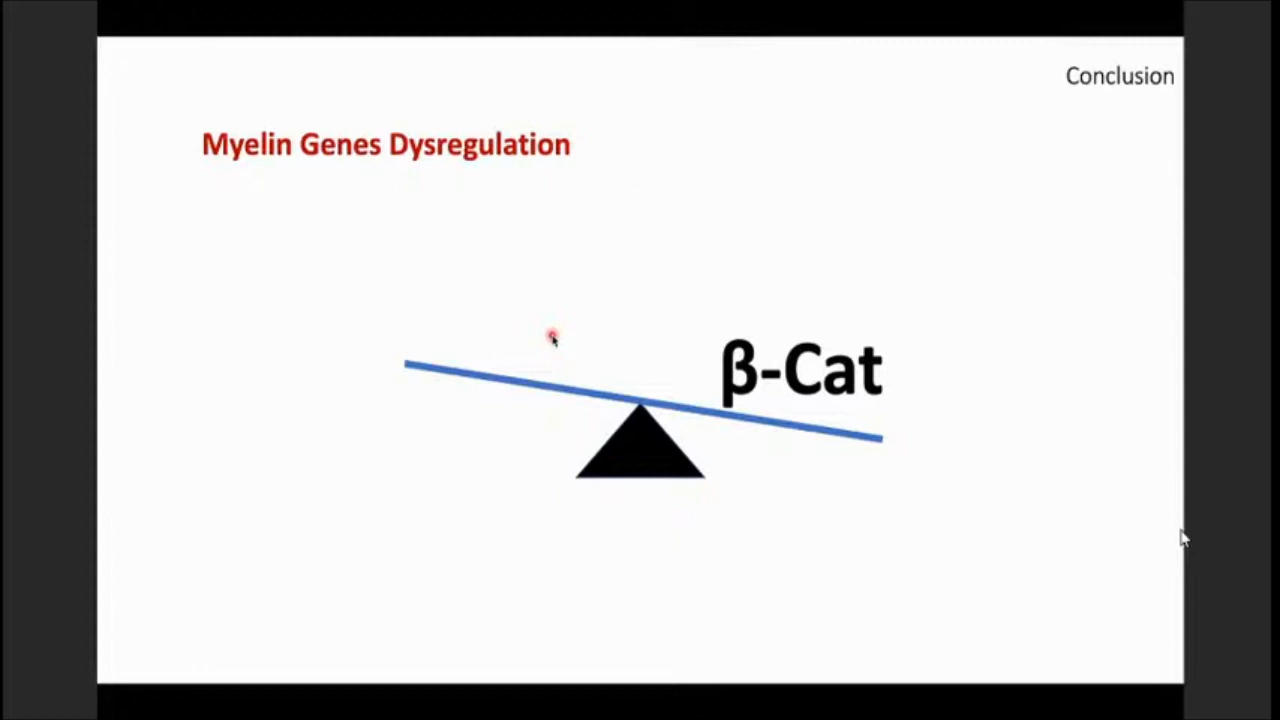 Conclusion
Myelin Genes Dysregulation
β-Cat